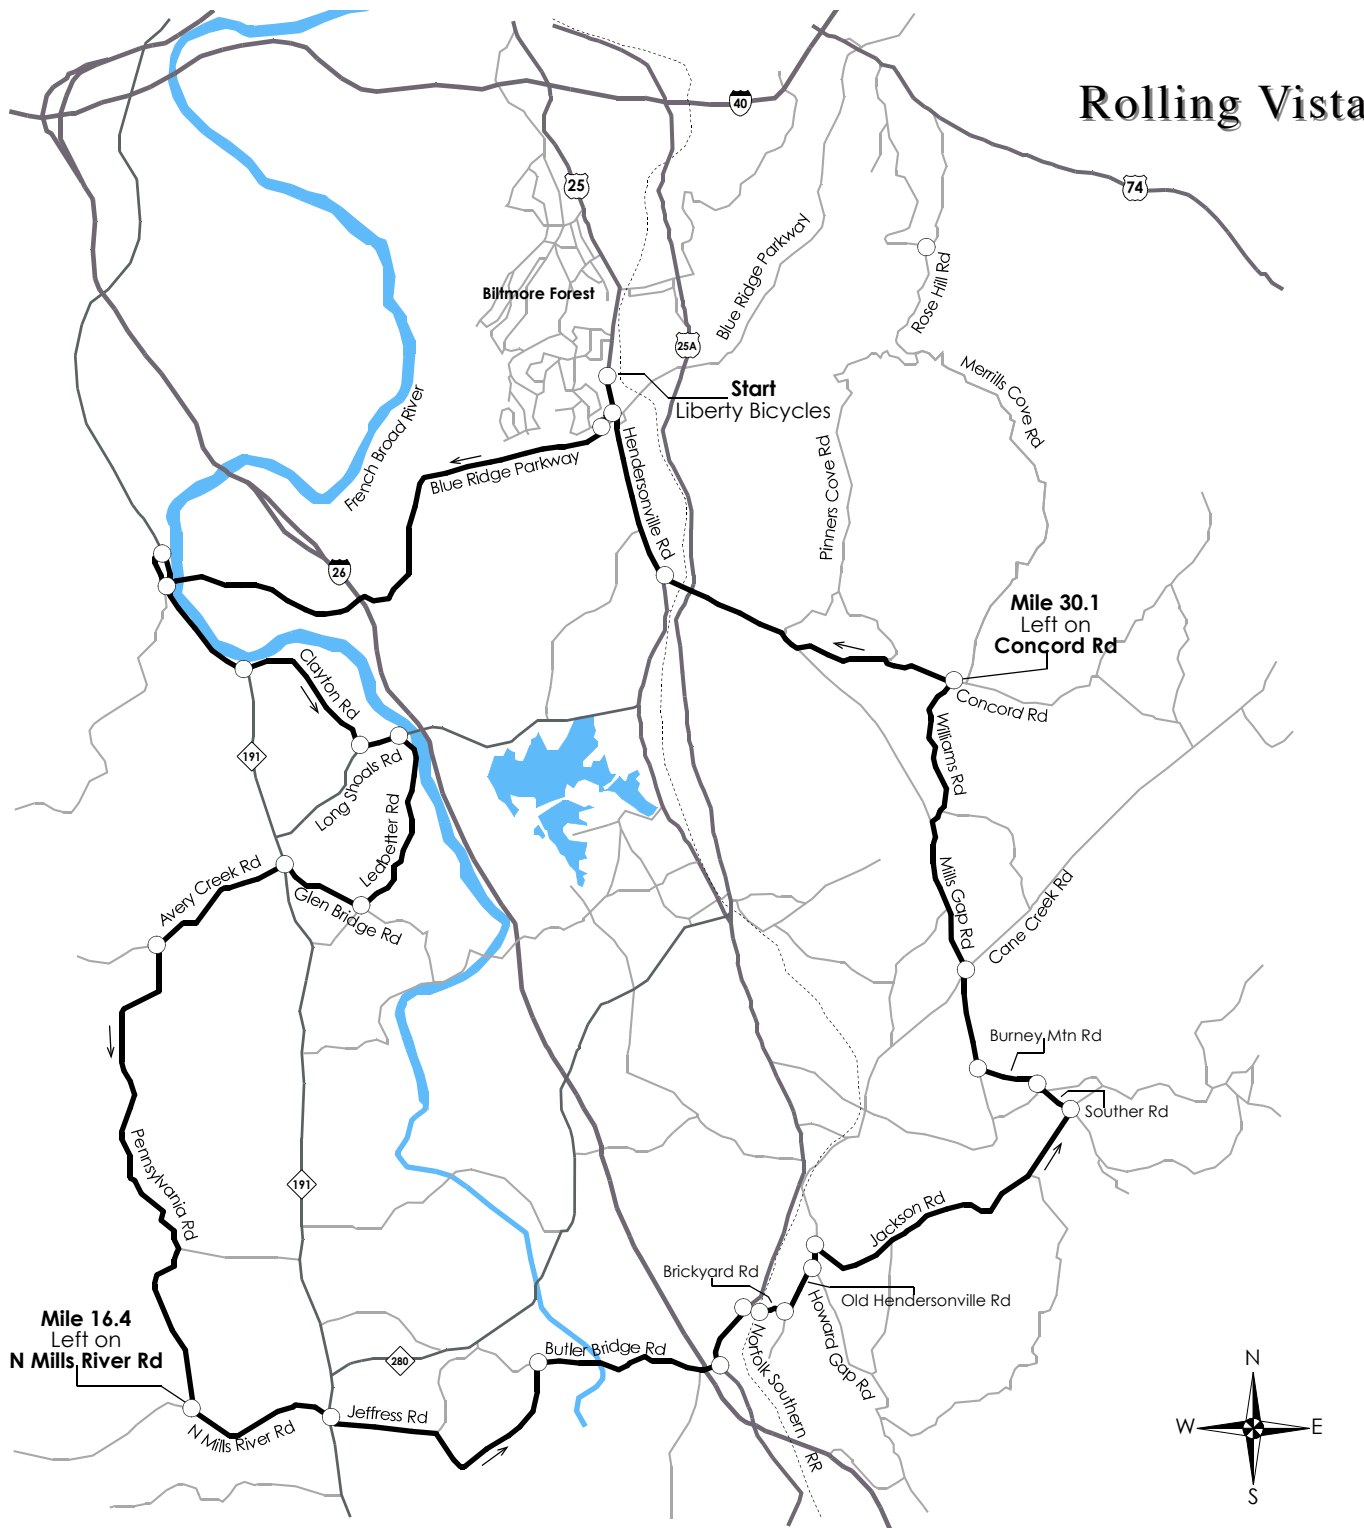 Rolling Vista
40
74
25
Blue Ridge Parkway
Rose Hill Rd
Biltmore Forest
25A
Merrills Cove Rd
Start
Liberty Bicycles
French Broad River
Hendersonville Rd
Pinners Cove Rd
Blue Ridge Parkway
26
Mile 30.1
Left on
Concord Rd
Clayton Rd
Concord Rd
Williams Rd
191
Long Shoals Rd
Leabetter Rd
Avery Creek Rd
Glen Bridge Rd
Mills Gap Rd
Cane Creek Rd
Burney Mtn Rd
Souther Rd
Pennsylvania Rd
191
Jackson Rd
Brickyard Rd
Old Hendersonville Rd
Mile 16.4
Left on
N Mills River Rd
Butler Bridge Rd
280
Howard Gap Rd
Norfolk Southern RR
Jeffress Rd
N Mills River Rd
N
W
E
S